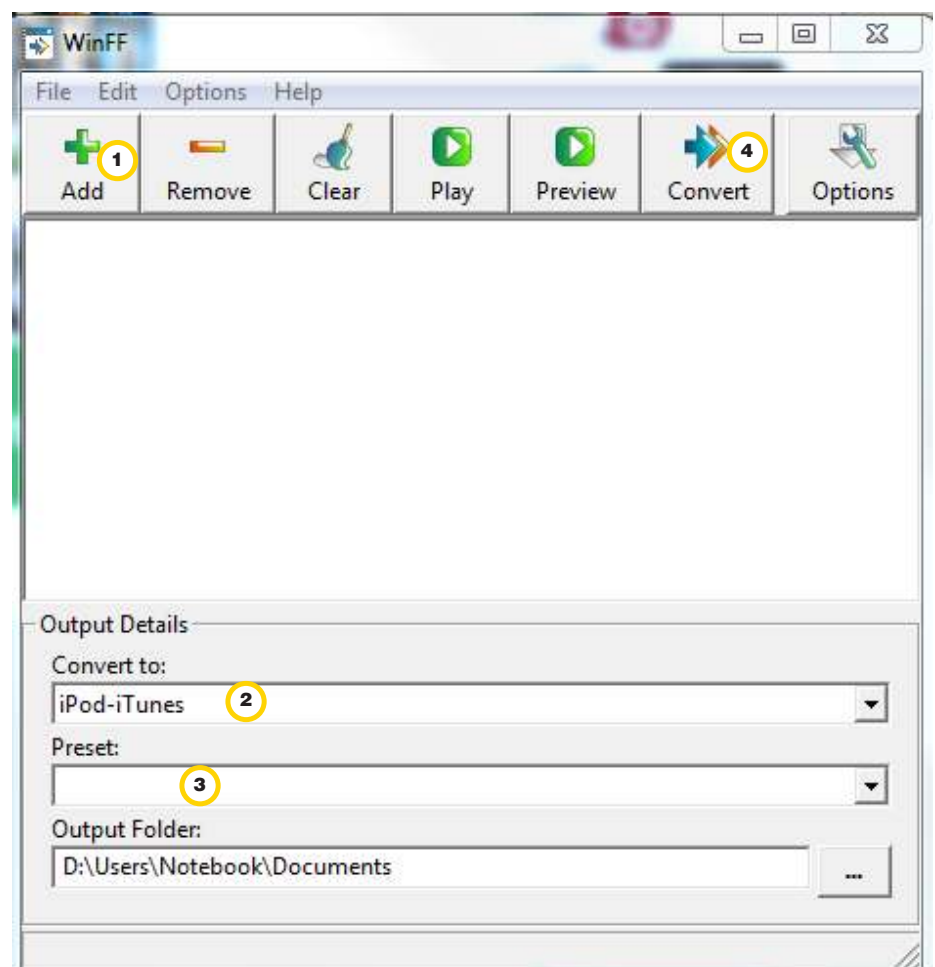 WinFF
File Edit Options Help
1 4
Add Remove Clear Play Preview Convert Options
Output Details
Convert to:
iPod-iTunes 2
Preset:
3
Output Folder:
D:\Users\Notebook\Documents ...